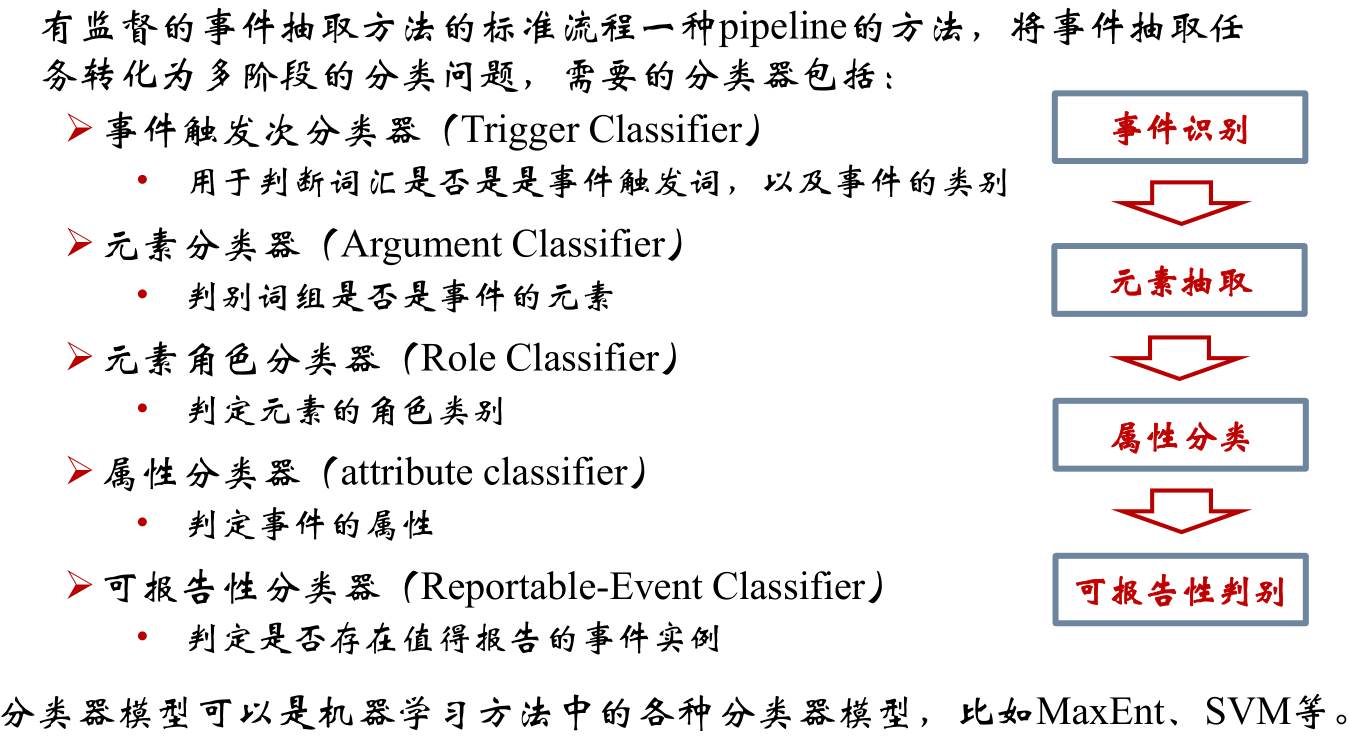 有监督的事件抽取方法的标准流程一种pipeline的方法，将事件抽取任
务转化为多阶段的分类问题，需要的分类器包括：
➢ 事件触发次分类器（Trigger Classifier）
• 用于判断词汇是否是是事件触发词，以及事件的类别
➢ 元素分类器（Argument Classifier）
• 判别词组是否是事件的元素
➢ 元素角色分类器（Role Classifier）
• 判定元素的角色类别
➢ 属性分类器（attribute classifier）
• 判定事件的属性
➢ 可报告性分类器（Reportable-Event Classifier）
• 判定是否存在值得报告的事件实例
事件识别
元素抽取
属性分类
可报告性判别
分类器模型可以是机器学习方法中的各种分类器模型，比如MaxEnt、SVM等。